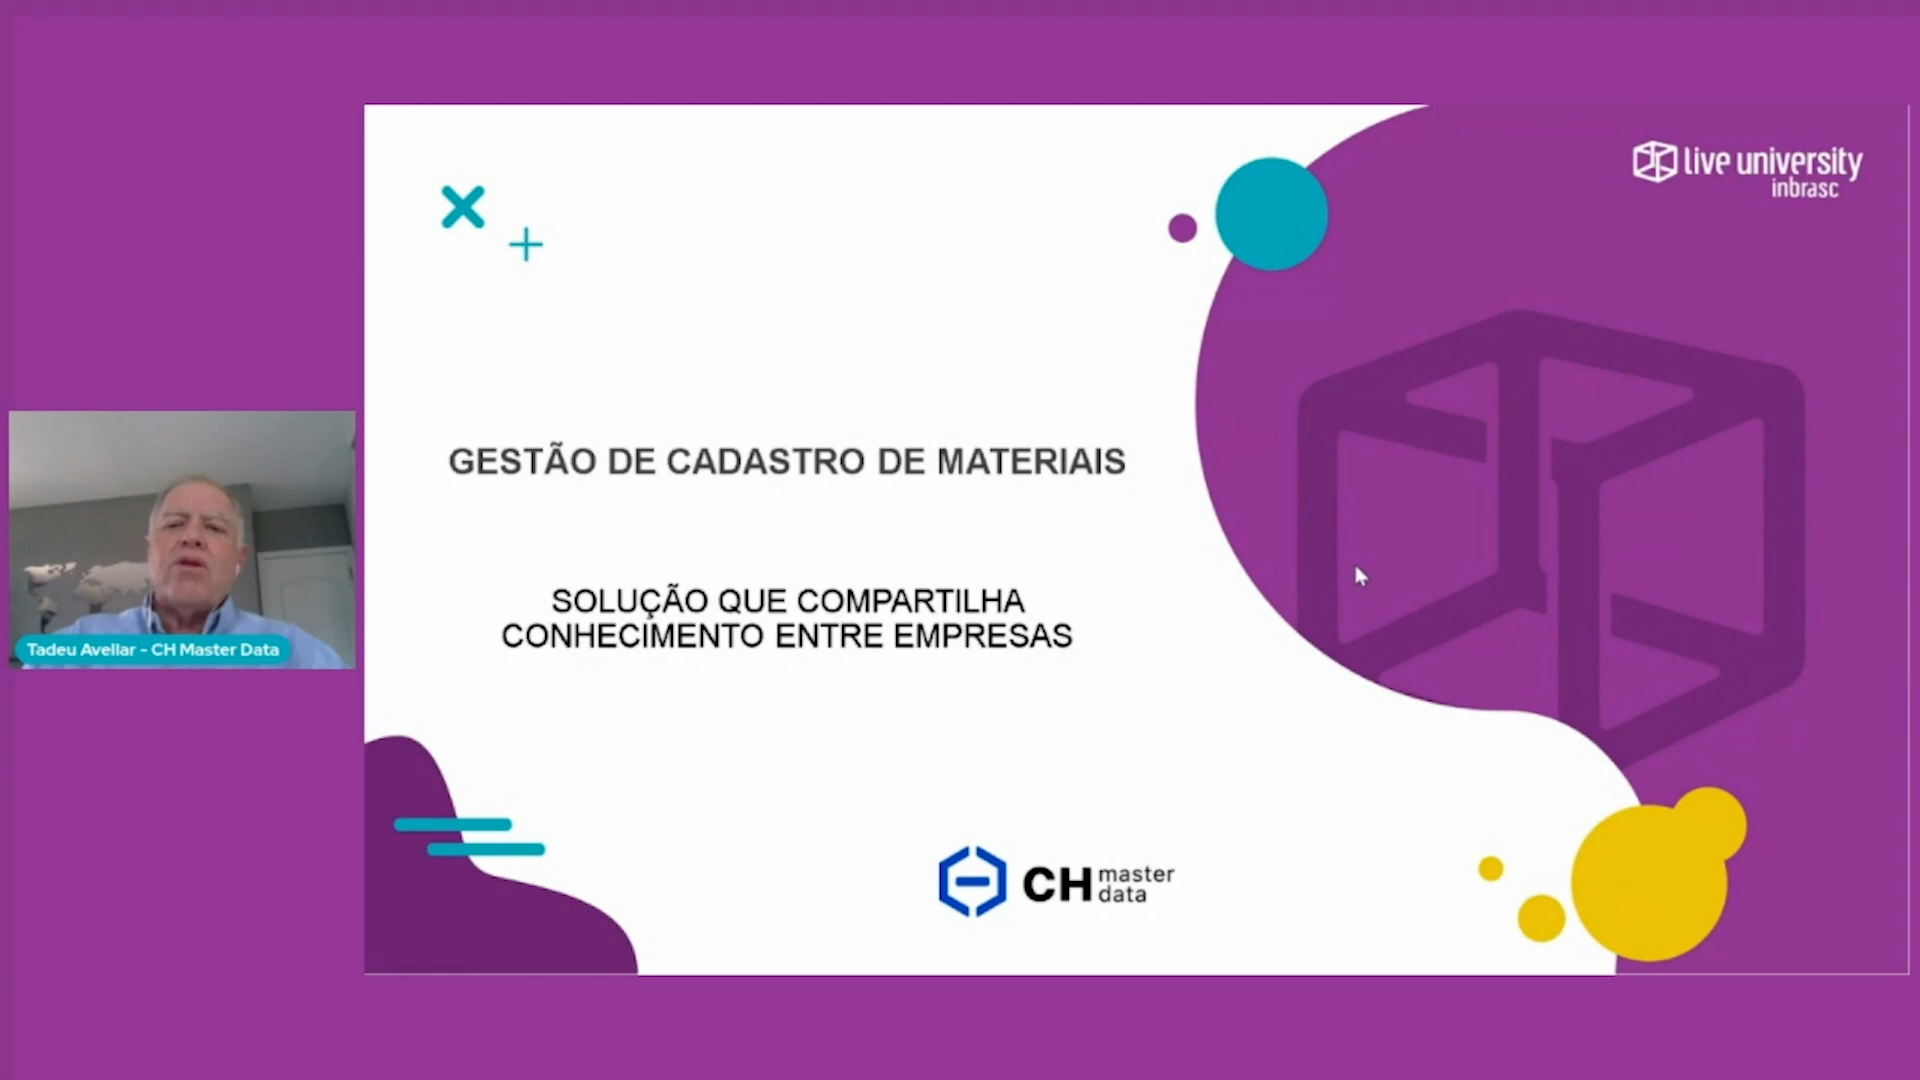 live university
inbrasc
GESTÃO DE CADASTRO DE MATERIAIS
SOLUÇÃO QUE COMPARTILHA
CONHECIMENTO ENTRE EMPRESAS
Tadeu Avellar - CH Master Data
CH master
data